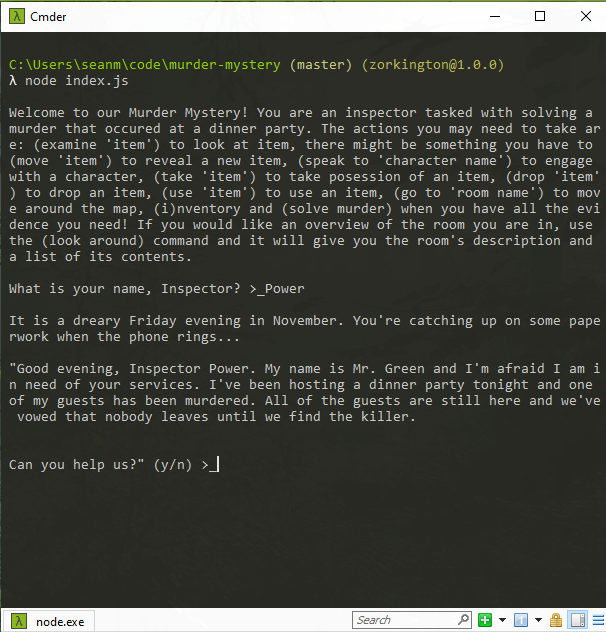 Cmder
C:\Users\seanm\code\murder-mystery (master) (zorkington@1.0.0)
λ node index.js
Welcome to our Murder Mystery! You are an inspector tasked with solving a
murder that occured at a dinner party. The actions you may need to take ar
e: (examine 'item') to look at item, there might be something you have to
(move 'item') to reveal a new item, (speak to 'character name') to engage
with a character, (take 'item') to take posession of an item, (drop 'item'
) to drop an item, (use 'item') to use an item, (go to 'room name') to mov
e around the map, (i)nventory and (solve murder) when you have all the evi
dence you need! If you would like an overview of the room you are in, use
the (look around) command and it will give you the room's description and
a list of its contents.
What is your name, Inspector? >_Power
It is a dreary Friday evening in November. You're catching up on some pape
rwork when the phone rings...
"Good evening, Inspector Power. My name is Mr. Green and I'm afraid I am i
n need of your services. I've been hosting a dinner party tonight and one
of my guests has been murdered. All of the guests are still here and we've
vowed that nobody leaves until we find the killer.
Can you help us?" (y/n) >_
λ node.exe
Search